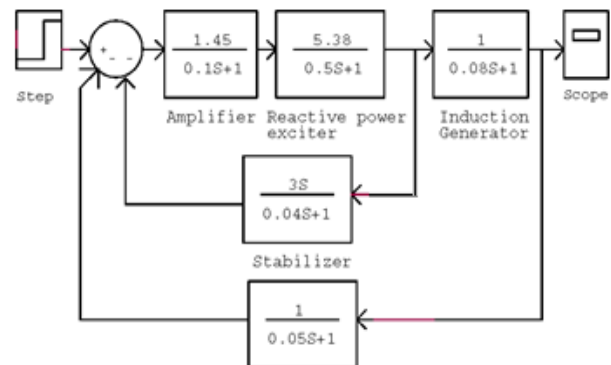 +
-
-
Step
1.45
0.1S+1
Amplifier
5.38
0.5S+1
Reactive power
exciter
1
0.08S+1
Induction
Generator
Scope
3S
0.04S+1
Stabilizer
1
0.05S+1